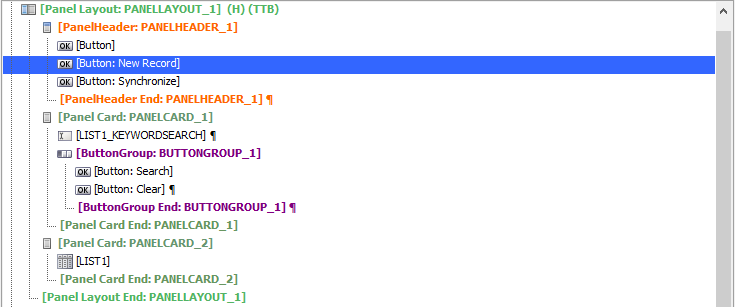 [Panel Layout: PANELLAYOUT_1] (H) (TTB)
[PanelHeader: PANELHEADER_1]
OK [Button]
OK [Button: New Record]
OK [Button: Synchronize]
[PanelHeader End: PANELHEADER_1] ¶
[Panel Card: PANELCARD_1]
[LIST1_KEYWORDSEARCH] ¶
[ButtonGroup: BUTTONGROUP_1]
OK [Button: Search]
OK [Button: Clear] ¶
[ButtonGroup End: BUTTONGROUP_1] ¶
[Panel Card End: PANELCARD_1]
[Panel Card: PANELCARD_2]
[LIST1]
[Panel Card End: PANELCARD_2]
[Panel Layout End: PANELLAYOUT_1]